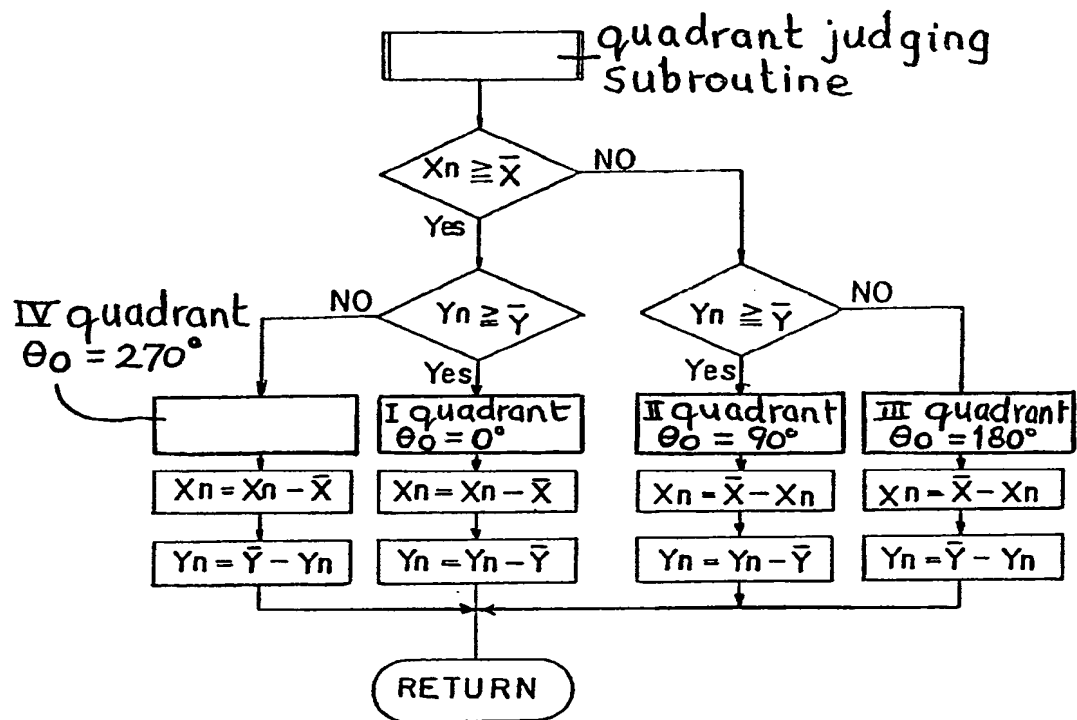 quadrant judging
Subroutine
Xn ≧ X̄
NO
Yes
Yn ≧ Ȳ
NO
Yes
Yn ≧ Ȳ
NO
Yes
IV quadrant
θo = 270°
I quadrant
θo = 0°
II quadrant
θo = 90°
III quadrant
θo = 180°
Xn = Xn - X̄
Xn = Xn - X̄
Xn = X̄ - Xn
Xn = X̄ - Xn
Yn = Ȳ - Yn
Yn = Yn - Ȳ
Yn = Yn - Ȳ
Yn = Ȳ - Yn
RETURN